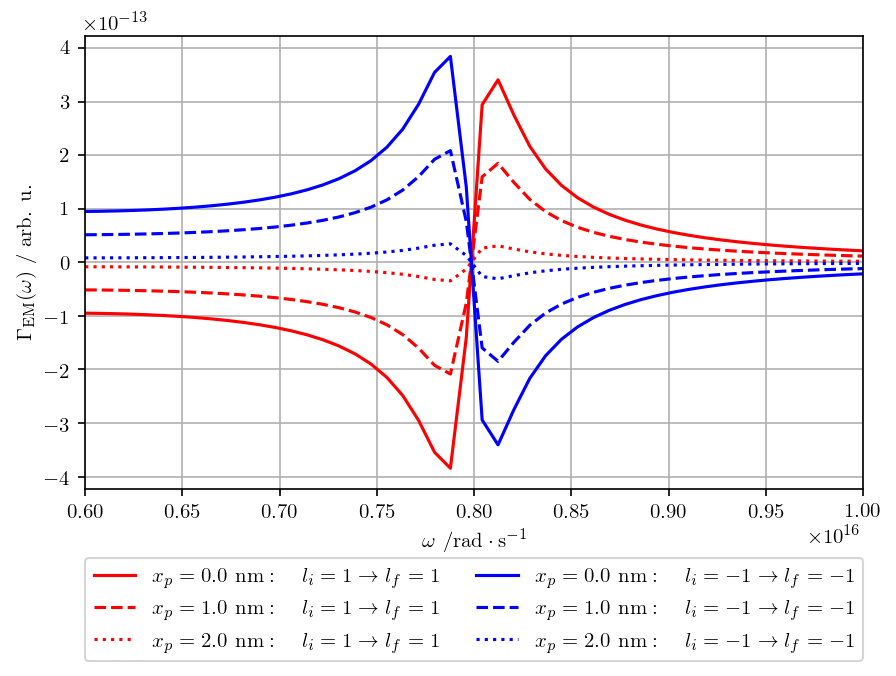 ×10⁻¹³
4
3
2
1
0
−1
−2
−3
−4
Γ_EM(ω) / arb. u.
0.60 0.65 0.70 0.75 0.80 0.85 0.90 0.95 1.00
ω /rad · s⁻¹
×10¹⁶
x_p = 0.0 nm : l_i = 1 → l_f = 1 x_p = 0.0 nm : l_i = −1 → l_f = −1
x_p = 1.0 nm : l_i = 1 → l_f = 1 x_p = 1.0 nm : l_i = −1 → l_f = −1
x_p = 2.0 nm : l_i = 1 → l_f = 1 x_p = 2.0 nm : l_i = −1 → l_f = −1